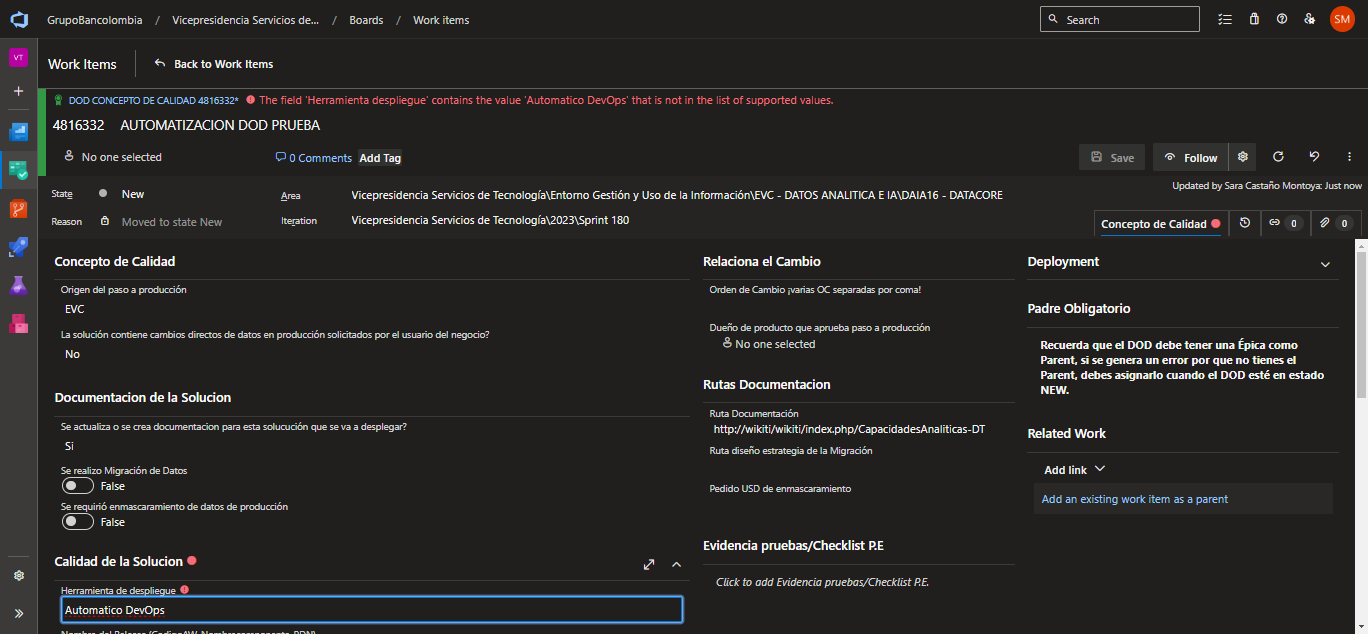 GrupoBancolombia / Vicepresidencia Servicios de... / Boards / Work items
Search
SM
VT
Work Items
Back to Work Items
DOD CONCEPTO DE CALIDAD 4816332* The field 'Herramienta despliegue' contains the value 'Automatico DevOps' that is not in the list of supported values.
4816332 AUTOMATIZACION DOD PRUEBA
No one selected
0 Comments
Add Tag
Save
Follow
State New
Area Vicepresidencia Servicios de Tecnología\Entorno Gestión y Uso de la Información\EVC - DATOS ANALITICA E IA\DAIA16 - DATACORE
Updated by Sara Castaño Montoya: Just now
Reason Moved to state New
Iteration Vicepresidencia Servicios de Tecnología\2023\Sprint 180
Concepto de Calidad
0
0
Concepto de Calidad
Origen del paso a producción
EVC
La solución contiene cambios directos de datos en producción solicitados por el usuario del negocio?
No
Documentacion de la Solucion
Se actualiza o se crea documentacion para esta solucución que se va a desplegar?
Si
Se realizo Migración de Datos
False
Se requirió enmascaramiento de datos de producción
False
Calidad de la Solucion
Herramienta de despliegue
Automatico DevOps
Relaciona el Cambio
Orden de Cambio ¡varias OC separadas por coma!
Dueño de producto que aprueba paso a producción
No one selected
Rutas Documentacion
Ruta Documentación
http://wikiti/wikiti/index.php/CapacidadesAnaliticas-DT
Ruta diseño estrategia de la Migración
Pedido USD de enmascaramiento
Evidencia pruebas/Checklist P.E
Click to add Evidencia pruebas/Checklist P.E.
Deployment
Padre Obligatorio
Recuerda que el DOD debe tener una Épica como
Parent, si se genera un error por que no tienes el
Parent, debes asignarlo cuando el DOD esté en estado
NEW.
Related Work
Add link
Add an existing work item as a parent